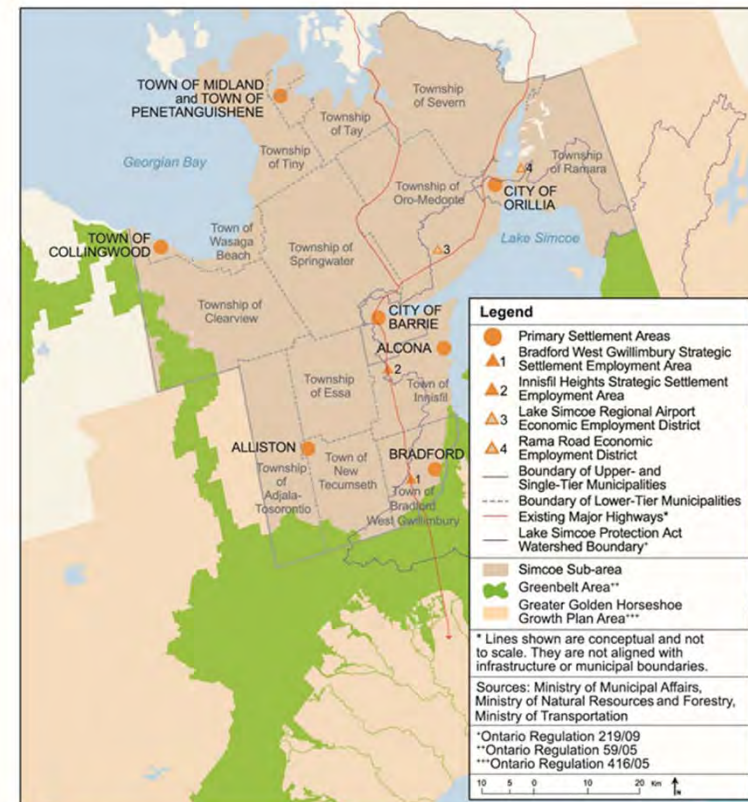 TOWN OF MIDLAND
and TOWN OF
PENETANGUISHENE
Township
of Severn
Township
of Tay
Georgian Bay
Township
of Tiny
Township
of Ramara
4
Township of
Oro-Medonte
CITY OF
ORILLIA
TOWN OF
COLLINGWOOD
Town of
Wasaga
Beach
Lake Simcoe
3
Township of
Springwater
Township of
Clearview
CITY OF
BARRIE
ALCONA
2
Township
of Essa
Town of
Innisfil
ALLISTON
BRADFORD
Township
of
Adjala-
Tosorontio
Town of
New
Tecumseth
1
Town of
Bradford
West Gwillimbury
Legend
Primary Settlement Areas
1 Bradford West Gwillimbury Strategic
Settlement Employment Area
2 Innisfil Heights Strategic Settlement
Employment Area
3 Lake Simcoe Regional Airport
Economic Employment District
4 Rama Road Economic
Employment District
Boundary of Upper- and
Single-Tier Municipalities
Boundary of Lower-Tier Municipalities
Existing Major Highways*
Lake Simcoe Protection Act
Watershed Boundary+
Simcoe Sub-area
Greenbelt Area**
Greater Golden Horseshoe
Growth Plan Area***
* Lines shown are conceptual and not
to scale. They are not aligned with
infrastructure or municipal boundaries.
Sources: Ministry of Municipal Affairs,
Ministry of Natural Resources and Forestry,
Ministry of Transportation
+Ontario Regulation 219/09
**Ontario Regulation 59/05
***Ontario Regulation 416/05
10 5 0 10 20 Km
N